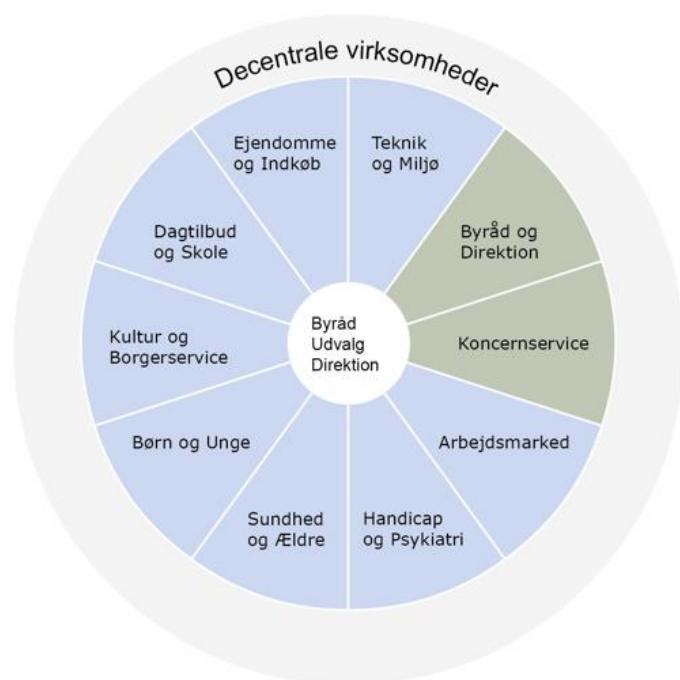 Decentrale virksomheder
Ejendomme
og Indkøb
Teknik
og Miljø
Dagtilbud
og Skole
Byråd og
Direktion
Kultur og
Borgerservice
Byråd
Udvalg
Direktion
Koncernservice
Børn og Unge
Arbejdsmarked
Sundhed
og Ældre
Handicap
og Psykiatri